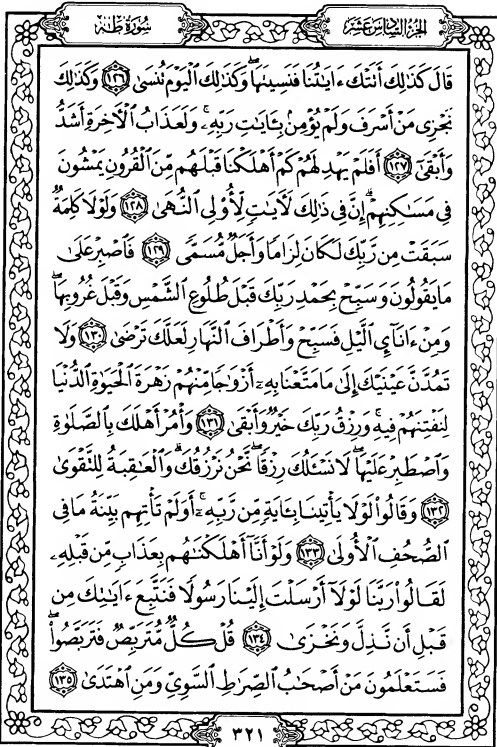 الجزء السادس عشر
سورة طه
قَالَ كَذَٰلِكَ أَتَتْكَ ءَايَٰتُنَا فَنَسِيتَهَا ۖ وَكَذَٰلِكَ ٱلْيَوْمَ تُنسَىٰ ١٢٦ وَكَذَٰلِكَ
نَجْزِى مَنْ أَسْرَفَ وَلَمْ يُؤْمِنۢ بِـَٔايَٰتِ رَبِّهِۦ ۚ وَلَعَذَابُ ٱلْءَاخِرَةِ أَشَدُّ
وَأَبْقَىٰٓ ١٢٧ أَفَلَمْ يَهْدِ لَهُمْ كَمْ أَهْلَكْنَا قَبْلَهُم مِّنَ ٱلْقُرُونِ يَمْشُونَ
فِى مَسَٰكِنِهِمْ ۗ إِنَّ فِى ذَٰلِكَ لَءَايَٰتٍ لِّأُو۟لِى ٱلنُّهَىٰ ١٢٨ وَلَوْلَا كَلِمَةٌ
سَبَقَتْ مِن رَّبِّكَ لَكَانَ لِزَامًا وَأَجَلٌ مُّسَمًّى ١٢٩ فَٱصْبِرْ عَلَىٰ
مَا يَقُولُونَ وَسَبِّحْ بِحَمْدِ رَبِّكَ قَبْلَ طُلُوعِ ٱلشَّمْسِ وَقَبْلَ غُرُوبِهَا ۖ
وَمِنْ ءَانَآئِ ٱلَّيْلِ فَسَبِّحْ وَأَطْرَافَ ٱلنَّهَارِ لَعَلَّكَ تَرْضَىٰ ١٣٠ وَلَا
تَمُدَّنَّ عَيْنَيْكَ إِلَىٰ مَا مَتَّعْنَا بِهِۦٓ أَزْوَٰجًا مِّنْهُمْ زَهْرَةَ ٱلْحَيَوٰةِ ٱلدُّنْيَا
لِنَفْتِنَهُمْ فِيهِ ۚ وَرِزْقُ رَبِّكَ خَيْرٌ وَأَبْقَىٰ ١٣١ وَأْمُرْ أَهْلَكَ بِٱلصَّلَوٰةِ
وَٱصْطَبِرْ عَلَيْهَا ۖ لَا نَسْـَٔلُكَ رِزْقًا ۖ نَّحْنُ نَرْزُقُكَ ۗ وَٱلْعَٰقِبَةُ لِلتَّقْوَىٰ
١٣٢ وَقَالُوا۟ لَوْلَا يَأْتِينَا بِـَٔايَةٍ مِّن رَّبِّهِۦٓ ۚ أَوَلَمْ تَأْتِهِم بَيِّنَةُ مَا فِى
ٱلصُّحُفِ ٱلْأُولَىٰ ١٣٣ وَلَوْ أَنَّآ أَهْلَكْنَٰهُم بِعَذَابٍ مِّن قَبْلِهِۦ
لَقَالُوا۟ رَبَّنَا لَوْلَآ أَرْسَلْتَ إِلَيْنَا رَسُولًا فَنَتَّبِعَ ءَايَٰتِكَ مِن
قَبْلِ أَن نَّذِلَّ وَنَخْزَىٰ ١٣٤ قُلْ كُلٌّ مُّتَرَبِّصٌ فَتَرَبَّصُوا۟ ۖ
فَسَتَعْلَمُونَ مَنْ أَصْحَٰبُ ٱلصِّرَٰطِ ٱلسَّوِىِّ وَمَنِ ٱهْتَدَىٰ ١٣٥
٣٢١